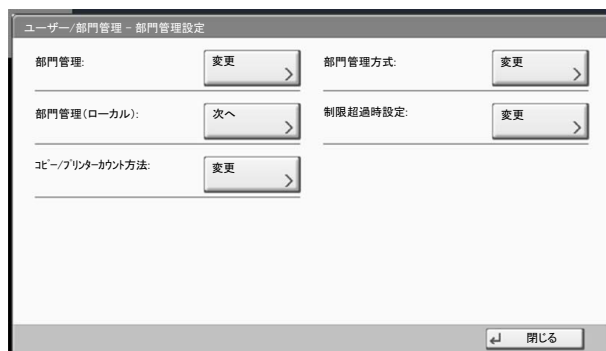 ユーザー/部門管理 - 部門管理設定
部門管理: 変更 部門管理方式: 変更
部門管理(ローカル): 次へ 制限超過時設定: 変更
コピー/プリンターカウント方法: 変更
閉じる